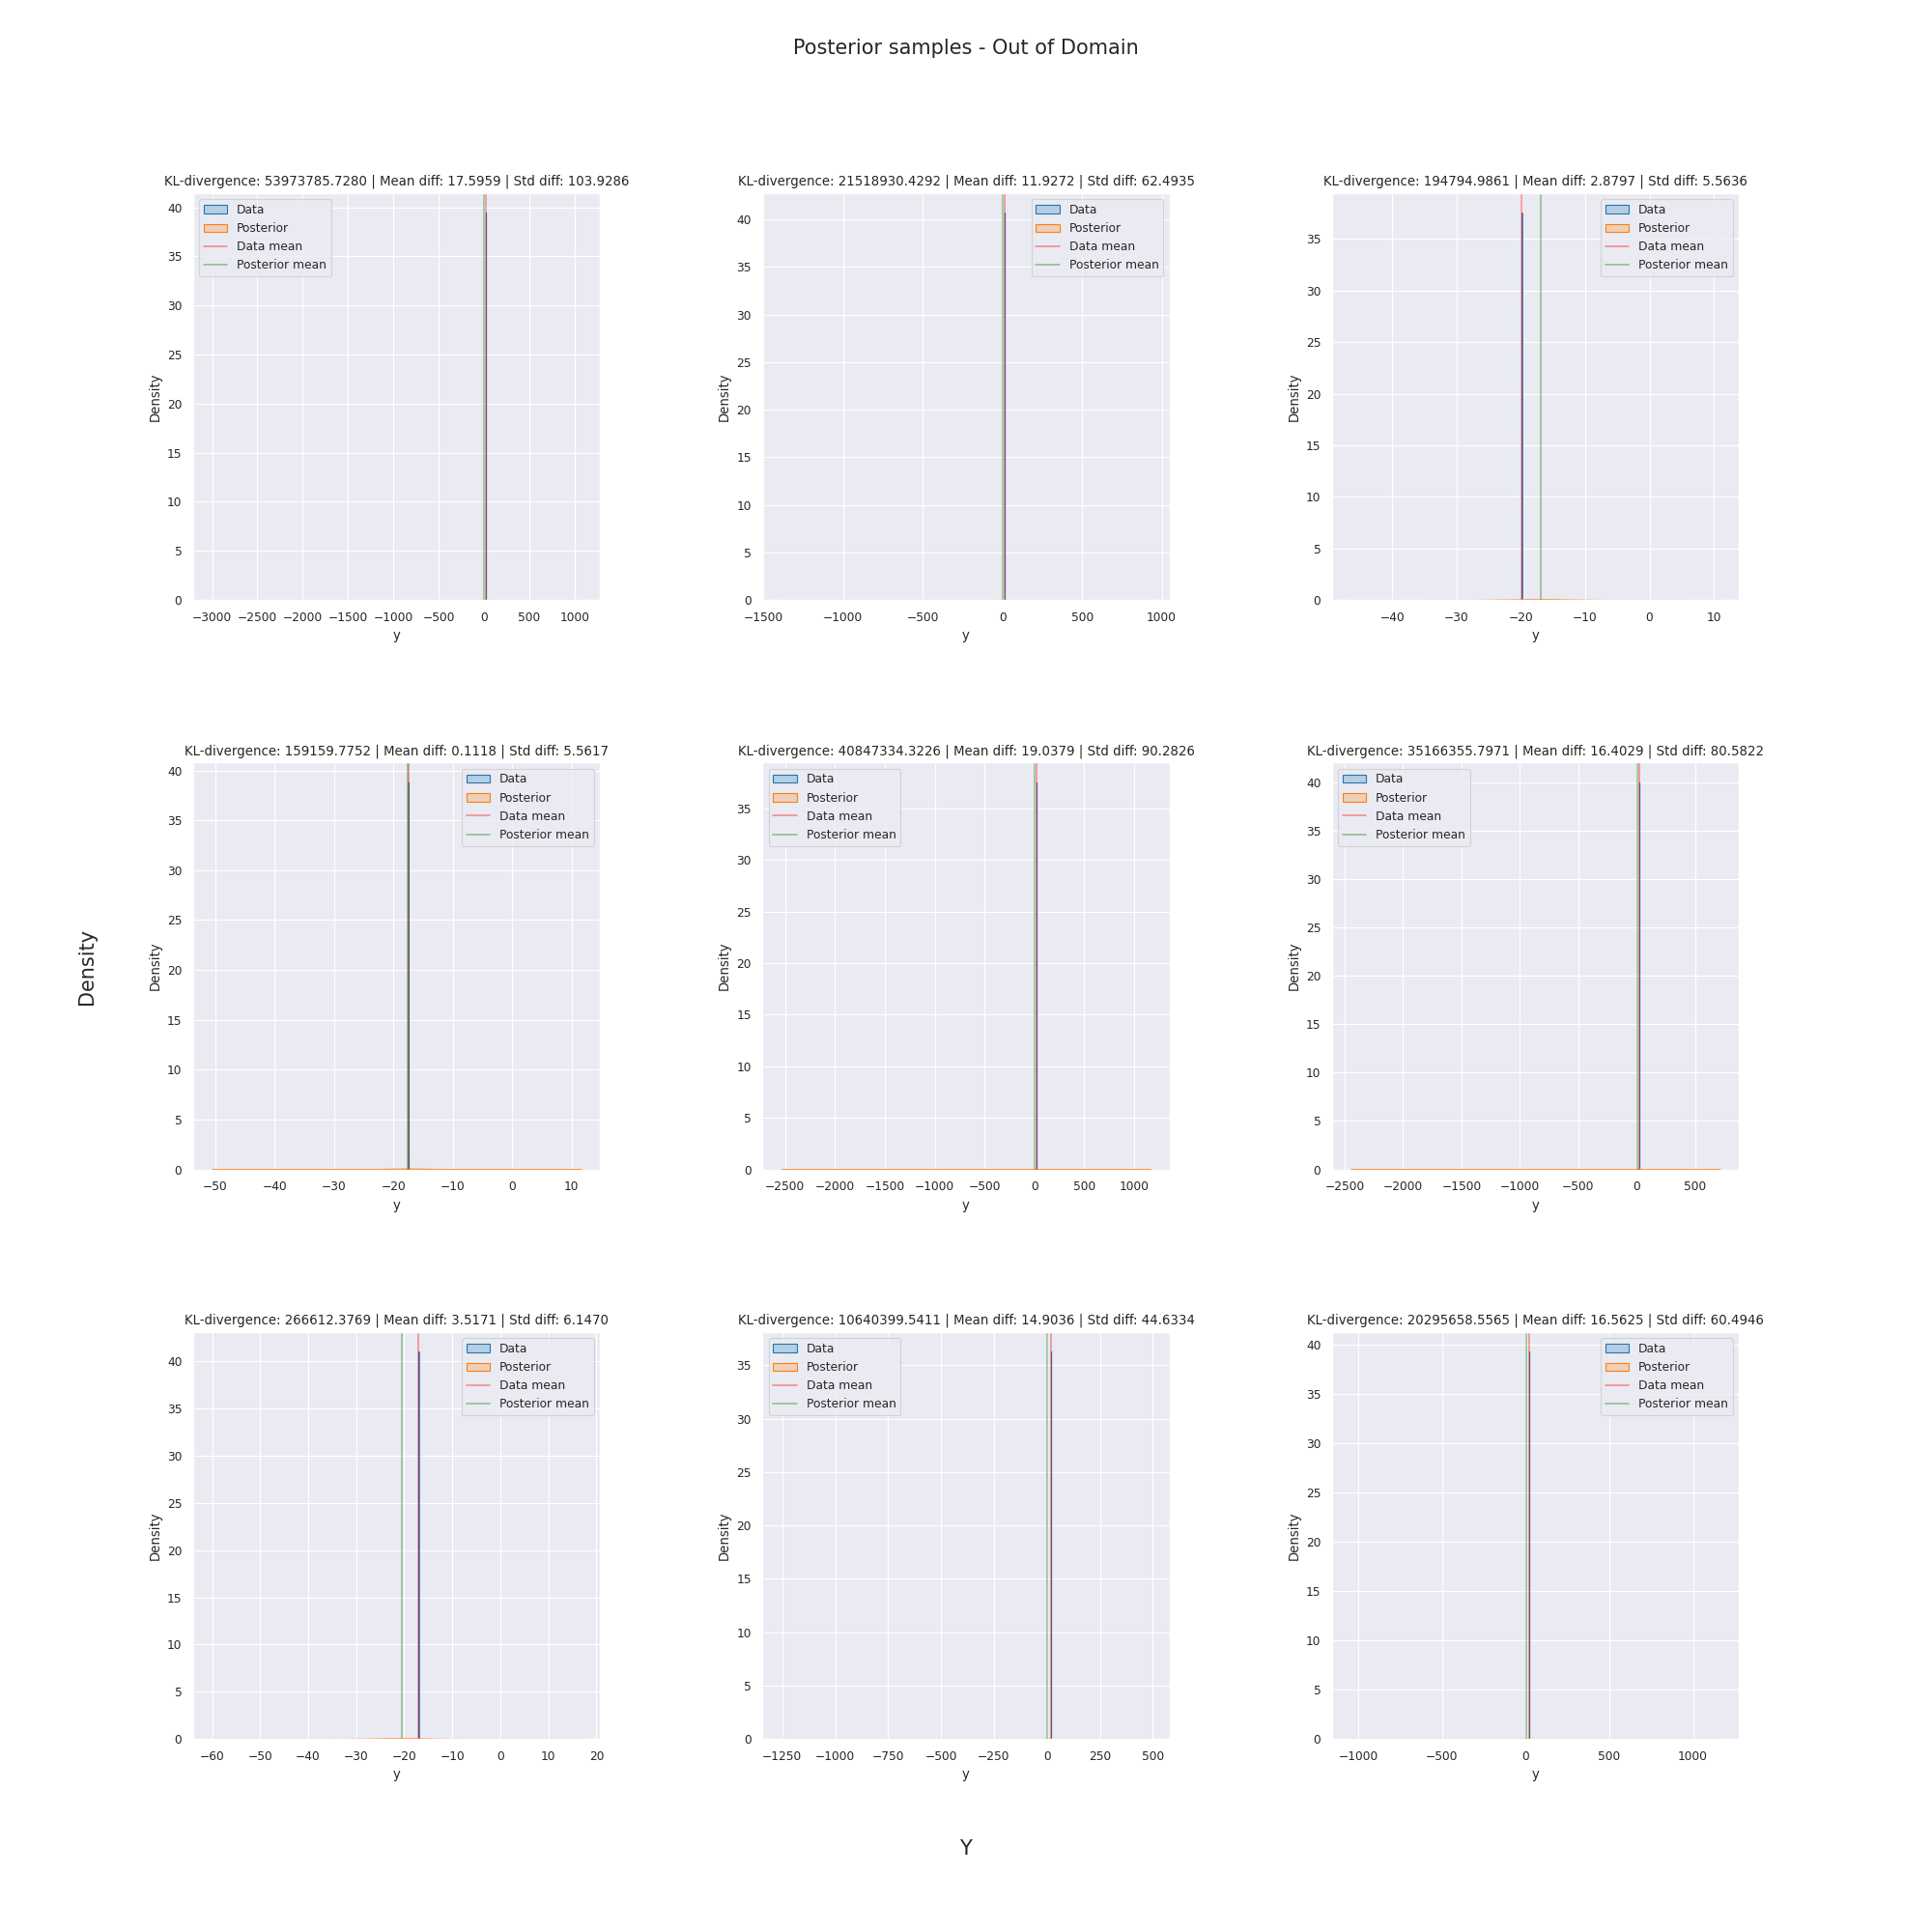 Posterior samples - Out of Domain
KL-divergence: 53973785.7280 | Mean diff: 17.5959 | Std diff: 103.9286
Data
Posterior
Data mean
Posterior mean
40
35
30
25
20
15
10
5
0
Density
−3000 −2500 −2000 −1500 −1000 −500 0 500 1000
y
KL-divergence: 21518930.4292 | Mean diff: 11.9272 | Std diff: 62.4935
Data
Posterior
Data mean
Posterior mean
40
35
30
25
20
15
10
5
0
Density
−1500 −1000 −500 0 500 1000
y
KL-divergence: 194794.9861 | Mean diff: 2.8797 | Std diff: 5.5636
Data
Posterior
Data mean
Posterior mean
35
30
25
20
15
10
5
0
Density
−40 −30 −20 −10 0 10
y
Density
KL-divergence: 159159.7752 | Mean diff: 0.1118 | Std diff: 5.5617
Data
Posterior
Data mean
Posterior mean
40
35
30
25
20
15
10
5
0
Density
−50 −40 −30 −20 −10 0 10
y
KL-divergence: 40847334.3226 | Mean diff: 19.0379 | Std diff: 90.2826
Data
Posterior
Data mean
Posterior mean
35
30
25
20
15
10
5
0
Density
−2500 −2000 −1500 −1000 −500 0 500 1000
y
KL-divergence: 35166355.7971 | Mean diff: 16.4029 | Std diff: 80.5822
Data
Posterior
Data mean
Posterior mean
40
35
30
25
20
15
10
5
0
Density
−2500 −2000 −1500 −1000 −500 0 500
y
KL-divergence: 266612.3769 | Mean diff: 3.5171 | Std diff: 6.1470
Data
Posterior
Data mean
Posterior mean
40
35
30
25
20
15
10
5
0
Density
−60 −50 −40 −30 −20 −10 0 10 20
y
KL-divergence: 10640399.5411 | Mean diff: 14.9036 | Std diff: 44.6334
Data
Posterior
Data mean
Posterior mean
35
30
25
20
15
10
5
0
Density
−1250 −1000 −750 −500 −250 0 250 500
y
KL-divergence: 20295658.5565 | Mean diff: 16.5625 | Std diff: 60.4946
Data
Posterior
Data mean
Posterior mean
40
35
30
25
20
15
10
5
0
Density
−1000 −500 0 500 1000
y
Y